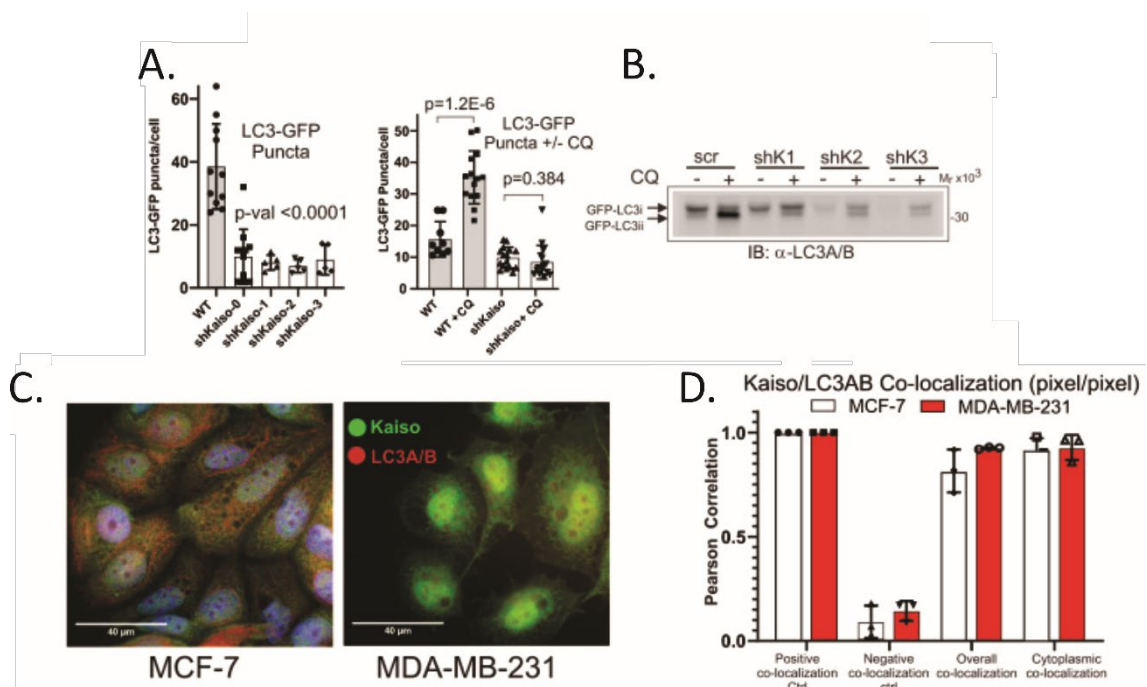 A.
LC3-GFP puncta/cell
60
40
20
0
LC3-GFP
Puncta
p-val <0.0001
WT
shKaiso-0
shKaiso-1
shKaiso-2
shKaiso-3
LC3-GFP puncta/cell
50
40
30
20
10
0
p=1.2E-6
LC3-GFP
Puncta +/- CQ
p=0.384
WT
WT +CQ
shKaiso
shKaiso+ CQ
B.
scr shK1 shK2 shK3
CQ - + - + - + - + Mr x10³
GFP-LC3i
GFP-LC3ii
-30
IB: α-LC3A/B
C.
Kaiso
LC3A/B
40 µm
40 µm
MCF-7
MDA-MB-231
D.
Kaiso/LC3AB Co-localization (pixel/pixel)
MCF-7 MDA-MB-231
Pearson Correlation
1.0
0.5
0.0
Positive
co-localization
Ctrl
Negative
co-localization
ctrl
Overall
co-localization
Cytoplasmic
co-localization